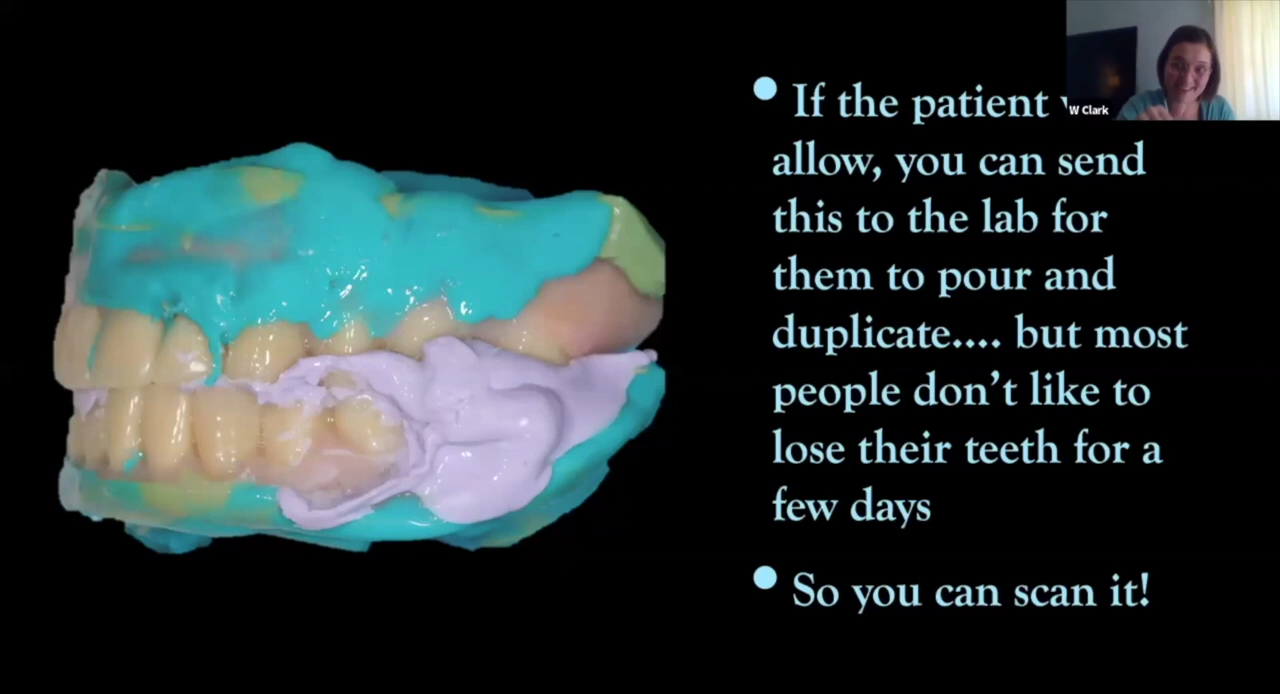 • If the patient
allow, you can send
this to the lab for
them to pour and
duplicate.... but most
people don't like to
lose their teeth for a
few days
• So you can scan it!
W Clark